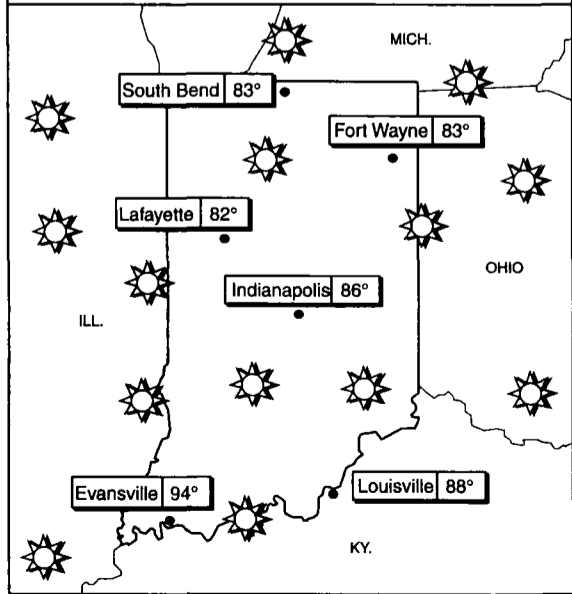 MICH.
South Bend 83°
Fort Wayne 83°
Lafayette 82°
OHIO
Indianapolis 86°
ILL.
Evansville 94°
Louisville 88°
KY.